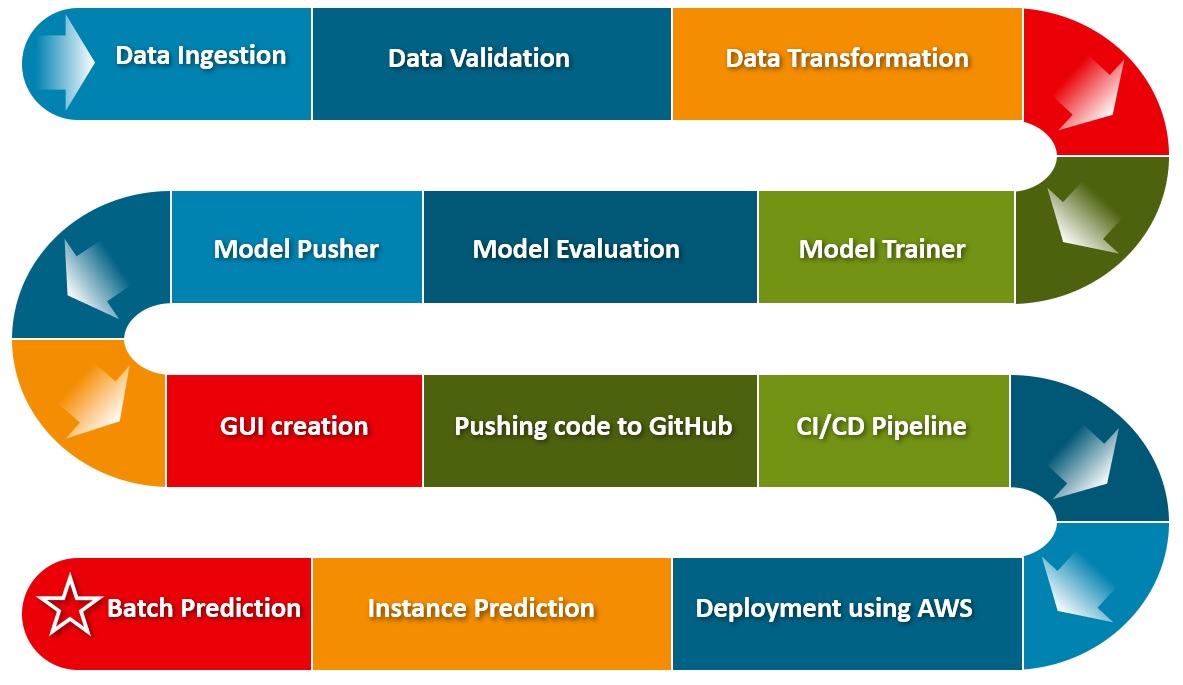 Data Ingestion
Data Validation
Data Transformation
Model Trainer
Model Evaluation
Model Pusher
GUI creation
Pushing code to GitHub
CI/CD Pipeline
Deployment using AWS
Instance Prediction
Batch Prediction